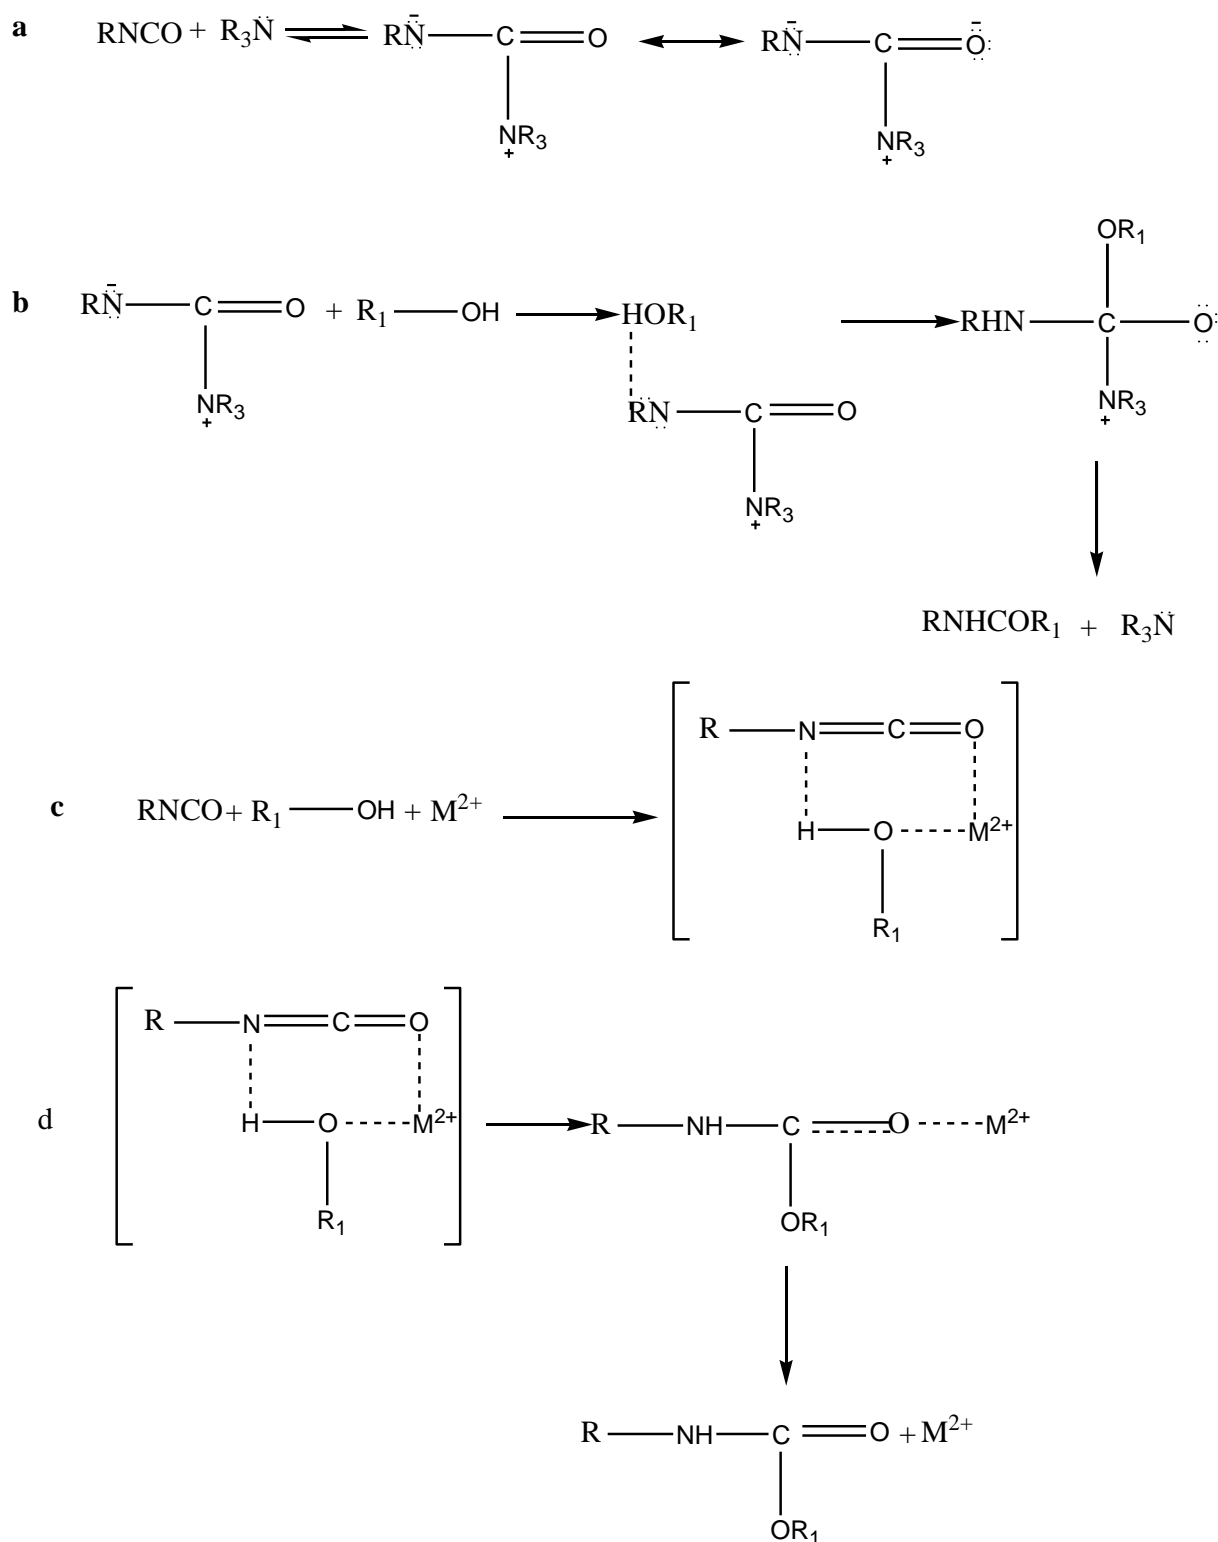 a RNCO + R₃N̈ RN̄ C O RN̄ C Ō
NR₃ NR₃
+ +
OR₁
b RN̄ C O + R₁ OH HOR₁ RHN C O
NR₃ RN C O NR₃
+ +
NR₃
+
RNHCOR₁ + R₃N̈
R N C O
c RNCO + R₁ OH + M²⁺ H O M²⁺
R₁
R N C O
d H O M²⁺ R NH C O M²⁺
R₁ OR₁
R NH C O + M²⁺
OR₁